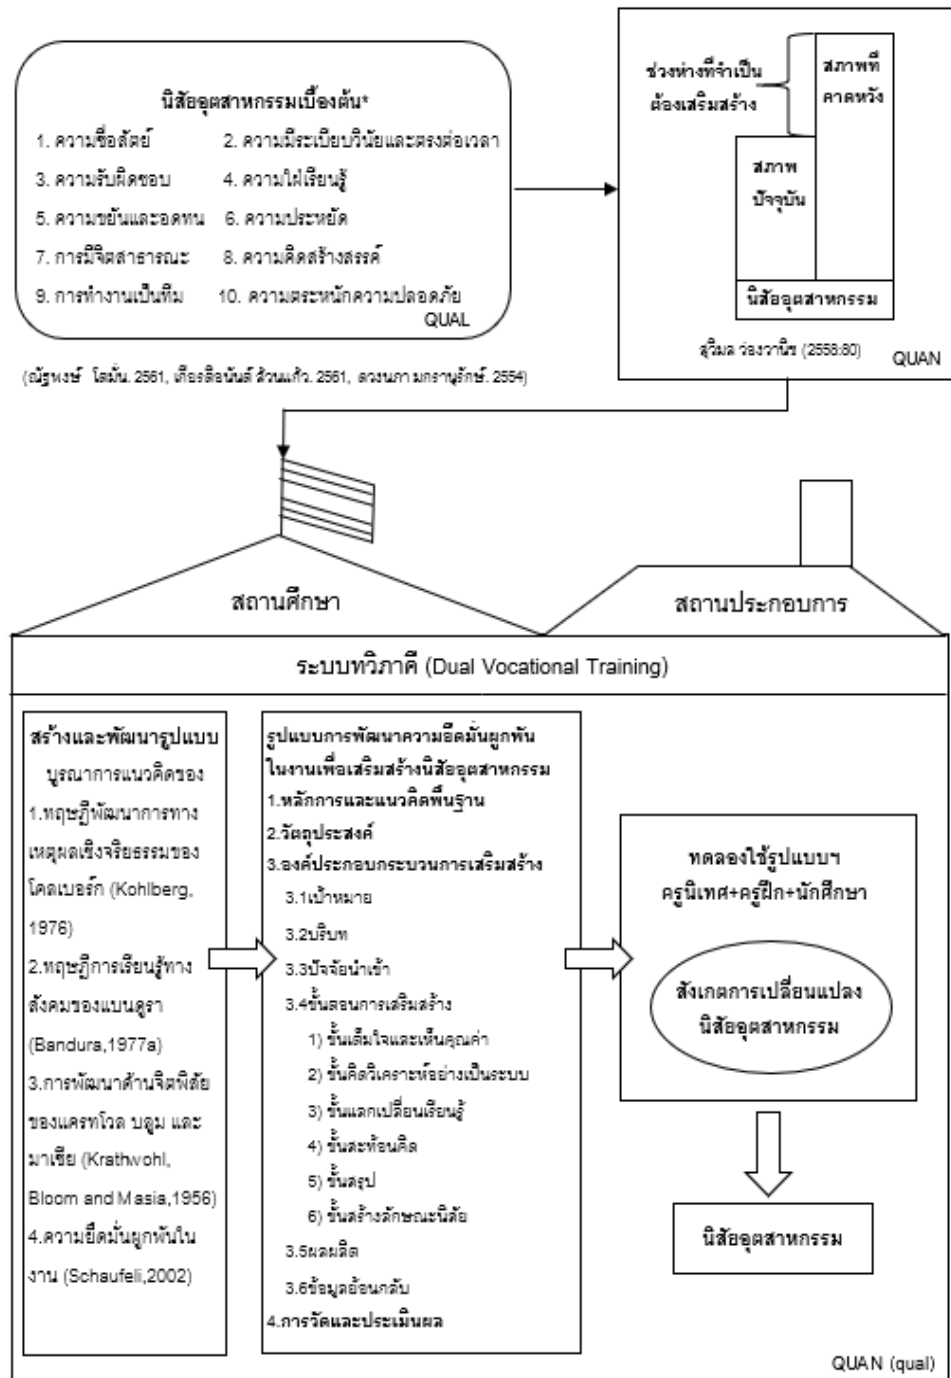 นิสัยอุตสาหกรรมเบื้องต้น*
1. ความซื่อสัตย์ 2. ความมีระเบียบวินัยและตรงต่อเวลา
3. ความรับผิดชอบ 4. ความใฝ่เรียนรู้
5. ความขยันและอดทน 6. ความประหยัด
7. การมีจิตสาธารณะ 8. ความคิดสร้างสรรค์
9. การทำงานเป็นทีม 10. ความตระหนักความปลอดภัย
QUAL
(ณัฐพงษ์ โตมั่น. 2561, เกียรติอนันต์ ล้วนแก้ว. 2561, ดวงนภา มกรานุรักษ์. 2554)
ช่วงห่างที่จำเป็น
ต้องเสริมสร้าง
สภาพที่
คาดหวัง
สภาพ
ปัจจุบัน
นิสัยอุตสาหกรรม
สุวิมล ว่องวานิช (2558:80)
QUAN
สถานศึกษา
สถานประกอบการ
ระบบทวิภาคี (Dual Vocational Training)
สร้างและพัฒนารูปแบบ
บูรณาการแนวคิดของ
1.ทฤษฎีพัฒนาการทาง
เหตุผลเชิงจริยธรรมของ
โคลเบอร์ก (Kohlberg,
1976)
2.ทฤษฎีการเรียนรู้ทาง
สังคมของแบนดูรา
(Bandura,1977a)
3.การพัฒนาด้านจิตพิสัย
ของแครทโวล บลูม และ
มาเซีย (Krathwohl,
Bloom and Masia,1956)
4.ความยึดมั่นผูกพันใน
งาน (Schaufeli,2002)
รูปแบบการพัฒนาความยึดมั่นผูกพัน
ในงานเพื่อเสริมสร้างนิสัยอุตสาหกรรม
1.หลักการและแนวคิดพื้นฐาน
2.วัตถุประสงค์
3.องค์ประกอบกระบวนการเสริมสร้าง
3.1เป้าหมาย
3.2บริบท
3.3ปัจจัยนำเข้า
3.4ขั้นตอนการเสริมสร้าง
1) ขั้นเต็มใจและเห็นคุณค่า
2) ขั้นคิดวิเคราะห์อย่างเป็นระบบ
3) ขั้นแลกเปลี่ยนเรียนรู้
4) ขั้นสะท้อนคิด
5) ขั้นสรุป
6) ขั้นสร้างลักษณะนิสัย
3.5ผลผลิต
3.6ข้อมูลย้อนกลับ
4.การวัดและประเมินผล
ทดลองใช้รูปแบบฯ
ครูนิเทศ+ครูฝึก+นักศึกษา
สังเกตการเปลี่ยนแปลง
นิสัยอุตสาหกรรม
นิสัยอุตสาหกรรม
QUAN (qual)